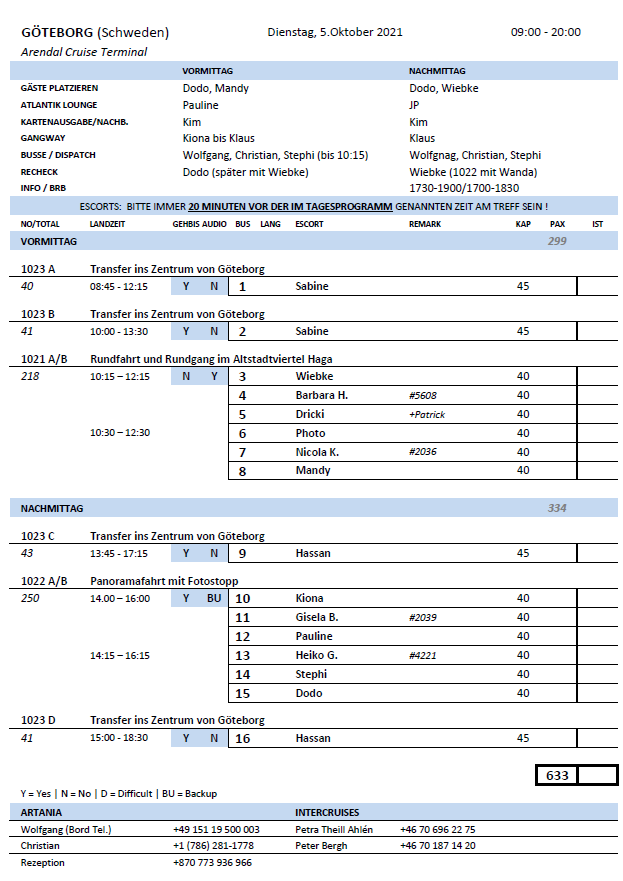 GÖTEBORG (Schweden) Dienstag, 5.Oktober 2021 09:00 - 20:00
Arendal Cruise Terminal
VORMITTAG NACHMITTAG
GÄSTE PLATZIEREN Dodo, Mandy Dodo, Wiebke
ATLANTIK LOUNGE Pauline JP
KARTENAUSGABE/NACHB. Kim Kim
GANGWAY Kiona bis Klaus Klaus
BUSSE / DISPATCH Wolfgang, Christian, Stephi (bis 10:15) Wolfgnag, Christian, Stephi
RECHECK Dodo (später mit Wiebke) Wiebke (1022 mit Wanda)
INFO / BRB 1730-1900/1700-1830
ESCORTS: BITTE IMMER 20 MINUTEN VOR DER IM TAGESPROGRAMM GENANNTEN ZEIT AM TREFF SEIN !
NO/TOTAL LANDZEIT GEHBIS AUDIO BUS LANG ESCORT REMARK KAP PAX IST
VORMITTAG 299
1023 A Transfer ins Zentrum von Göteborg
40 08:45 - 12:15 Y N 1 Sabine 45
1023 B Transfer ins Zentrum von Göteborg
41 10:00 - 13:30 Y N 2 Sabine 45
1021 A/B Rundfahrt und Rundgang im Altstadtviertel Haga
218 10:15 – 12:15 N Y 3 Wiebke 40
4 Barbara H. #5608 40
5 Dricki +Patrick 40
10:30 – 12:30 6 Photo 40
7 Nicola K. #2036 40
8 Mandy 40
NACHMITTAG 334
1023 C Transfer ins Zentrum von Göteborg
43 13:45 - 17:15 Y N 9 Hassan 45
1022 A/B Panoramafahrt mit Fotostopp
250 14.00 – 16:00 Y BU 10 Kiona 40
11 Gisela B. #2039 40
12 Pauline 40
14:15 – 16:15 13 Heiko G. #4221 40
14 Stephi 40
15 Dodo 40
1023 D Transfer ins Zentrum von Göteborg
41 15:00 - 18:30 Y N 16 Hassan 45
633
Y = Yes | N = No | D = Difficult | BU = Backup
ARTANIA INTERCRUISES
Wolfgang (Bord Tel.) +49 151 19 500 003 Petra Theill Ahlén +46 70 696 22 75
Christian +1 (786) 281-1778 Peter Bergh +46 70 187 14 20
Rezeption +870 773 936 966